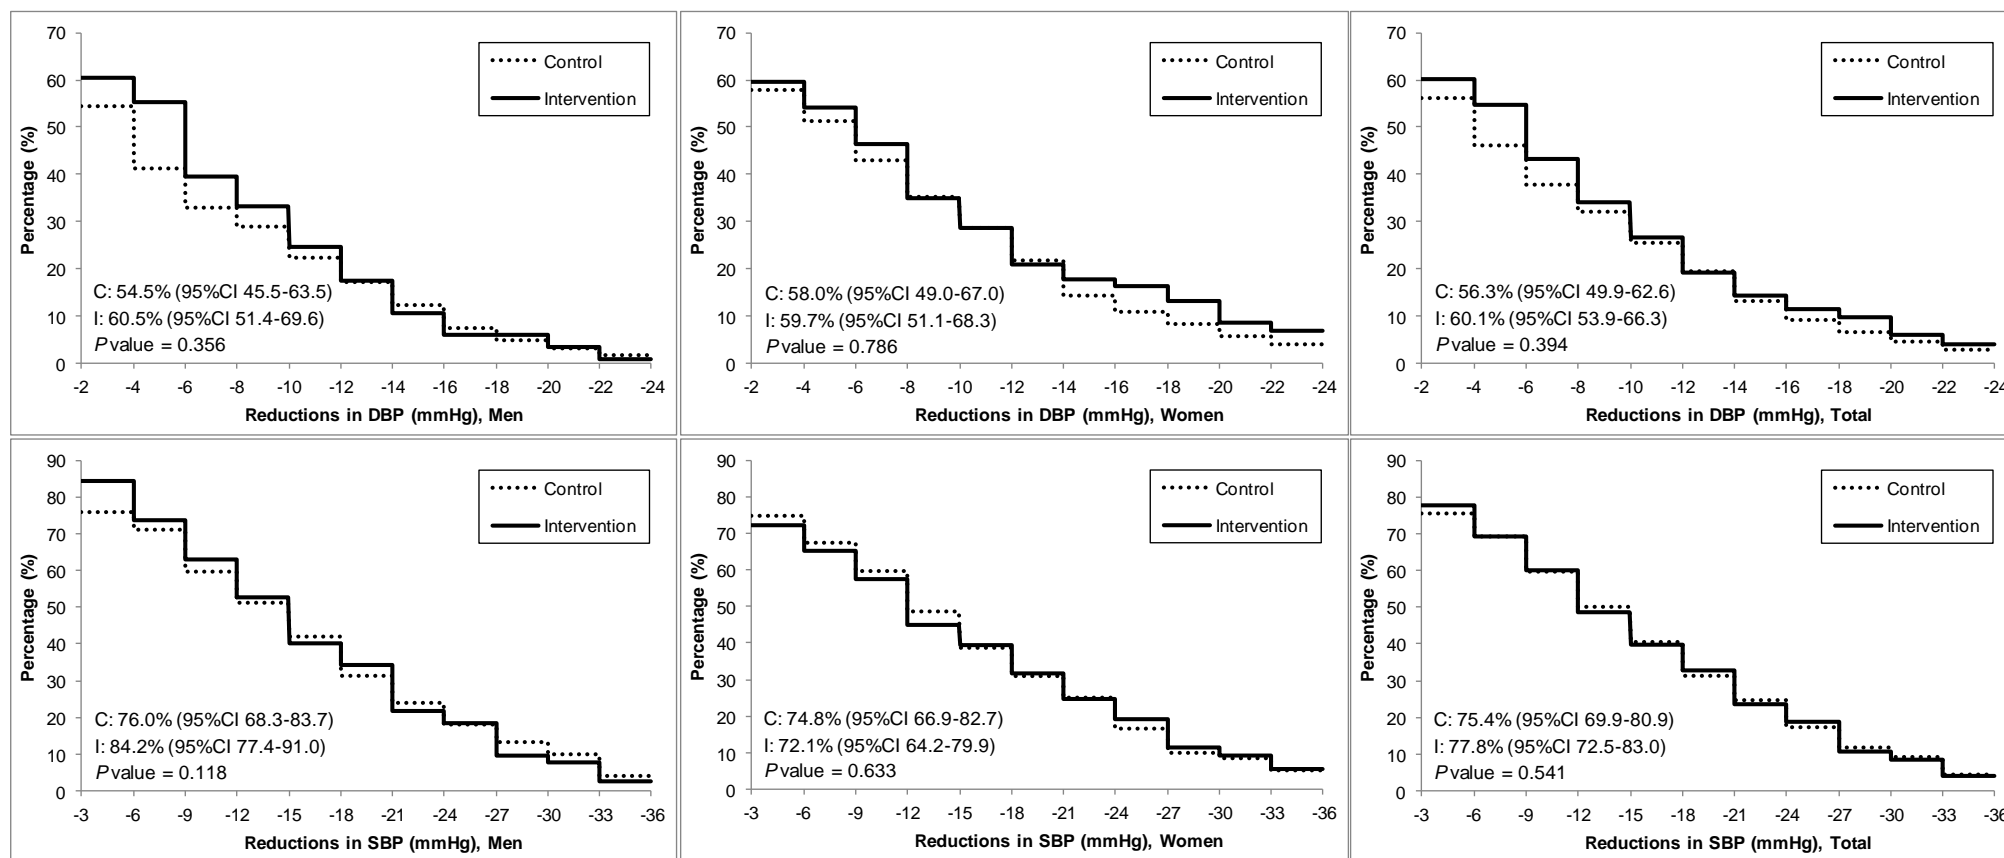 70
60
50
40
30
20
10
0
Percentage (%)
Control
Intervention
C: 54.5% (95%CI 45.5-63.5)
I: 60.5% (95%CI 51.4-69.6)
P value = 0.356
-2 -4 -6 -8 -10 -12 -14 -16 -18 -20 -22 -24
Reductions in DBP (mmHg), Men
70
60
50
40
30
20
10
0
Percentage (%)
Control
Intervention
C: 58.0% (95%CI 49.0-67.0)
I: 59.7% (95%CI 51.1-68.3)
P value = 0.786
-2 -4 -6 -8 -10 -12 -14 -16 -18 -20 -22 -24
Reductions in DBP (mmHg), Women
70
60
50
40
30
20
10
0
Percentage (%)
Control
Intervention
C: 56.3% (95%CI 49.9-62.6)
I: 60.1% (95%CI 53.9-66.3)
P value = 0.394
-2 -4 -6 -8 -10 -12 -14 -16 -18 -20 -22 -24
Reductions in DBP (mmHg), Total
90
80
70
60
50
40
30
20
10
0
Percentage (%)
Control
Intervention
C: 76.0% (95%CI 68.3-83.7)
I: 84.2% (95%CI 77.4-91.0)
P value = 0.118
-3 -6 -9 -12 -15 -18 -21 -24 -27 -30 -33 -36
Reductions in SBP (mmHg), Men
90
80
70
60
50
40
30
20
10
0
Percentage (%)
Control
Intervention
C: 74.8% (95%CI 66.9-82.7)
I: 72.1% (95%CI 64.2-79.9)
P value = 0.633
-3 -6 -9 -12 -15 -18 -21 -24 -27 -30 -33 -36
Reductions in SBP (mmHg), Women
90
80
70
60
50
40
30
20
10
0
Percentage (%)
Control
Intervention
C: 75.4% (95%CI 69.9-80.9)
I: 77.8% (95%CI 72.5-83.0)
P value = 0.541
-3 -6 -9 -12 -15 -18 -21 -24 -27 -30 -33 -36
Reductions in SBP (mmHg), Total